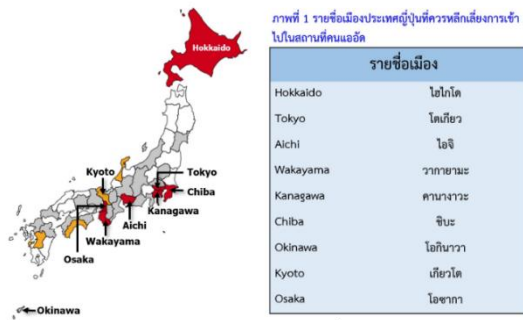 ภาพที่ 1 รายชื่อเมืองประเทศญี่ปุ่นที่ควรหลีกเลี่ยงการเข้า
ไปในสถานที่คนแออัด
รายชื่อเมือง
Hokkaido ไฮไกโด
Tokyo โตเกียว
Aichi ไอจิ
Wakayama วากายามะ
Kanagawa คานางาวะ
Chiba ชิบะ
Okinawa โอกินาวา
Kyoto เกียวโต
Osaka โอซากา
Hokkaido
Kyoto
Tokyo
Chiba
Kanagawa
Aichi
Wakayama
Osaka
Okinawa